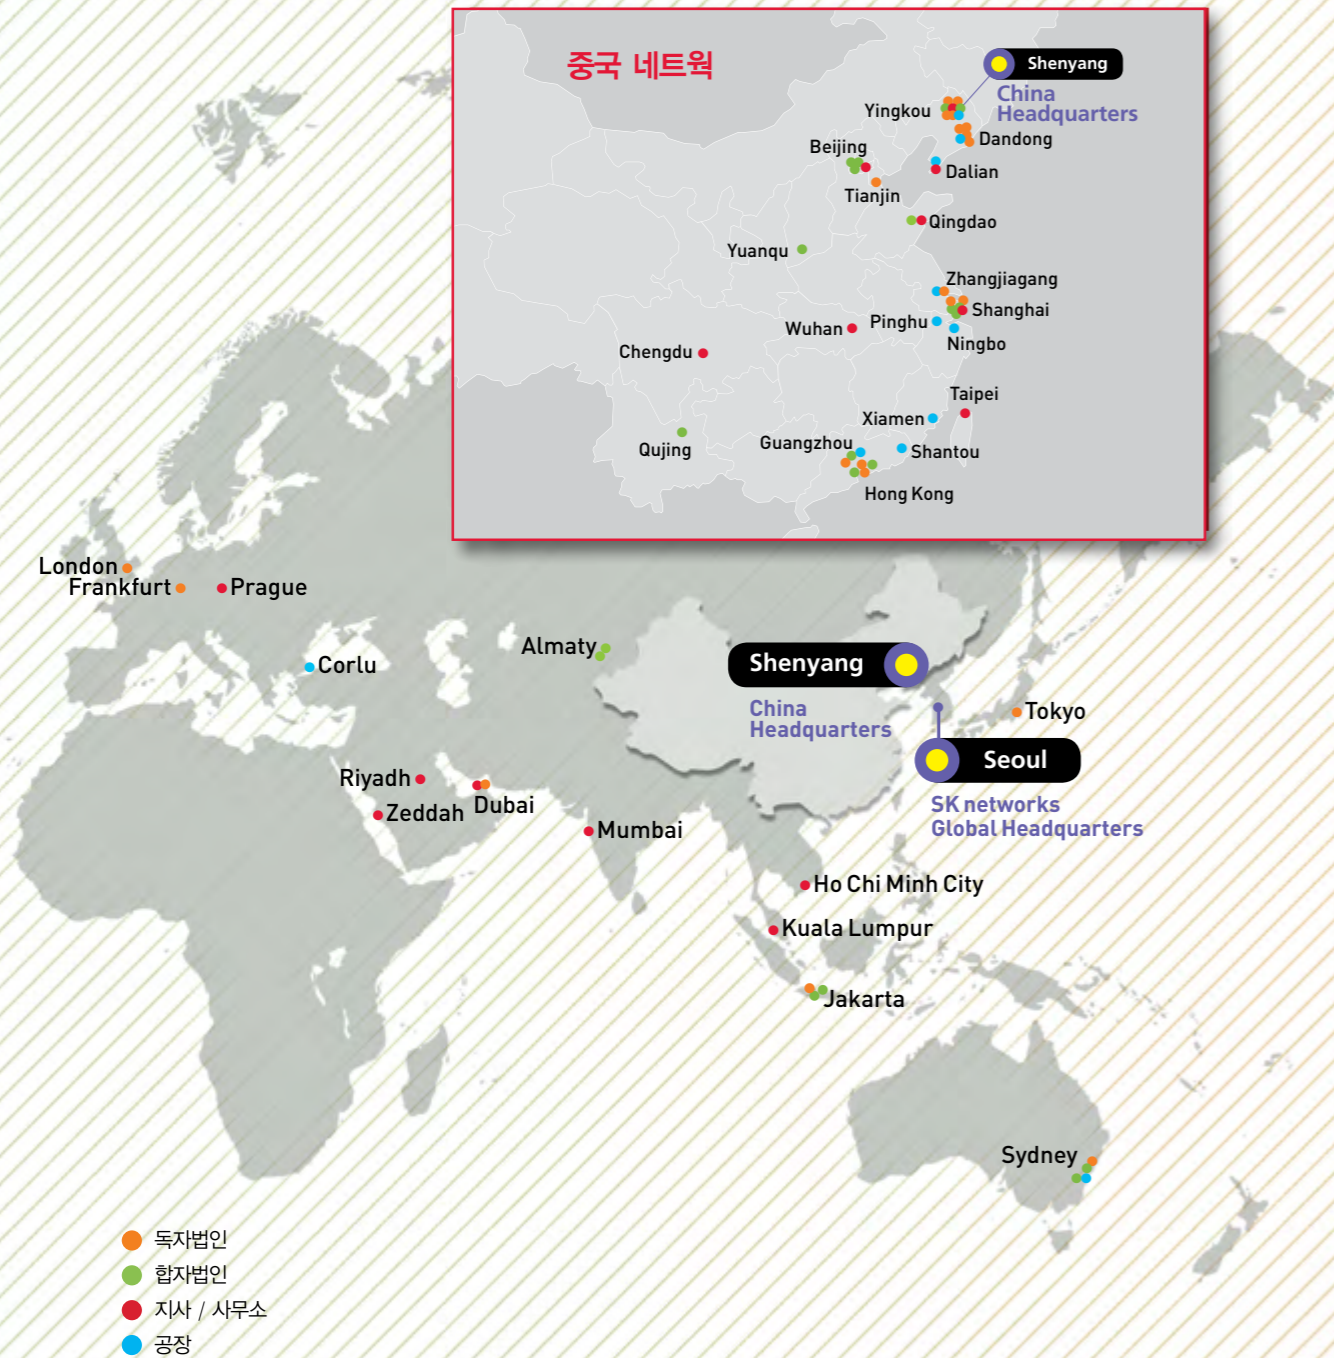 중국 네트웍
Shenyang
China
Headquarters
Yingkou
Dandong
Beijing
Dalian
Tianjin
Qingdao
Yuanqu
Zhangjiagang
Shanghai
Pinghu
Wuhan
Ningbo
Chengdu
Taipei
Xiamen
Guangzhou
Qujing
Shantou
Hong Kong
London
Frankfurt
Prague
Almaty
Shenyang
Corlu
China
Headquarters
Tokyo
Seoul
Riyadh
Dubai
Zeddah
SK networks
Global Headquarters
Mumbai
Ho Chi Minh City
Kuala Lumpur
Jakarta
Sydney
독자법인
합자법인
지사 / 사무소
공장